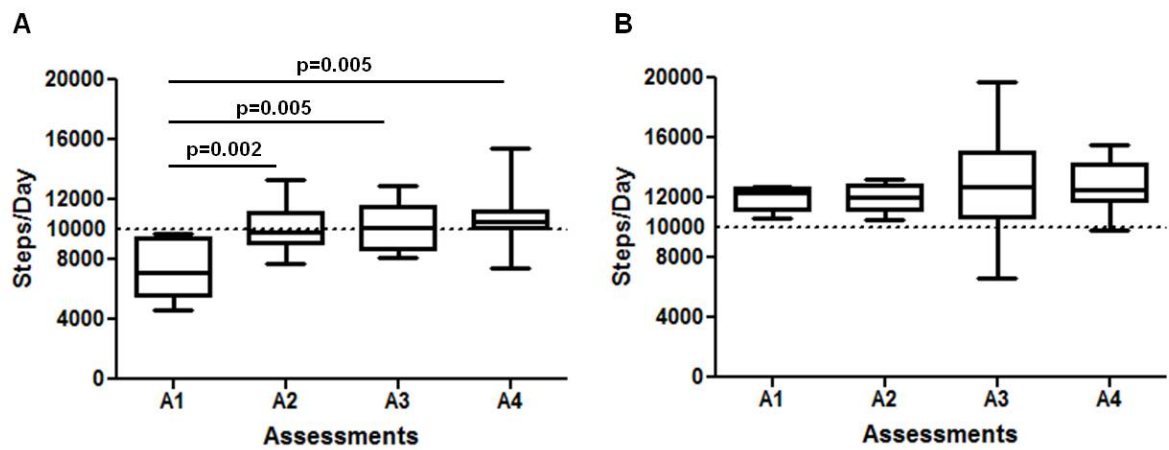 A
p=0.005
p=0.005
p=0.002
20000
16000
12000
10000
8000
4000
0
Steps/Day
A1 A2 A3 A4
Assessments
B
20000
16000
12000
10000
8000
4000
0
Steps/Day
A1 A2 A3 A4
Assessments